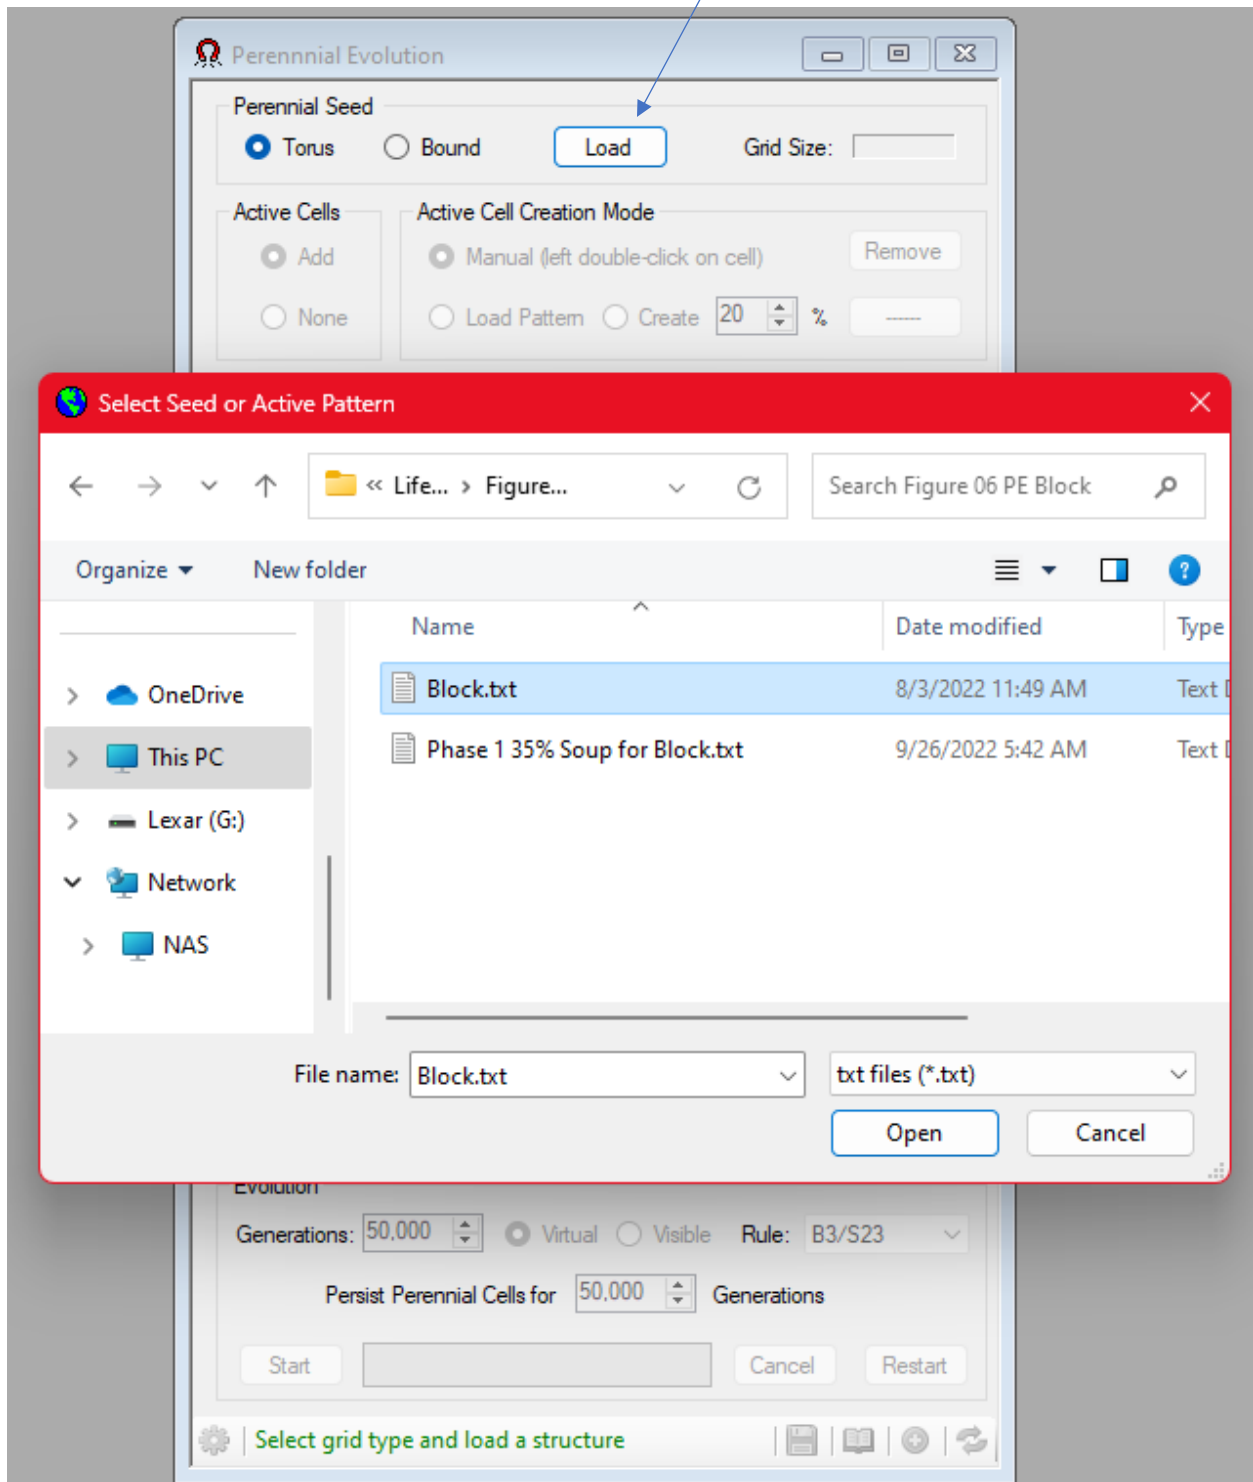 Perennnial Evolution
Perennial Seed
Torus Bound Load Grid Size:
Active Cells Active Cell Creation Mode
Add Manual (left double-click on cell) Remove
None Load Pattern Create 20 % ------
Select Seed or Active Pattern
« Life... › Figure... Search Figure 06 PE Block
Organize New folder ?
Name Date modified Type
OneDrive Block.txt 8/3/2022 11:49 AM Text
This PC Phase 1 35% Soup for Block.txt 9/26/2022 5:42 AM Text
Lexar (G:)
Network
NAS
File name: Block.txt txt files (*.txt)
Open Cancel
Evolution
Generations: 50,000 Virtual Visible Rule: B3/S23
Persist Perennial Cells for 50,000 Generations
Start Cancel Restart
Select grid type and load a structure